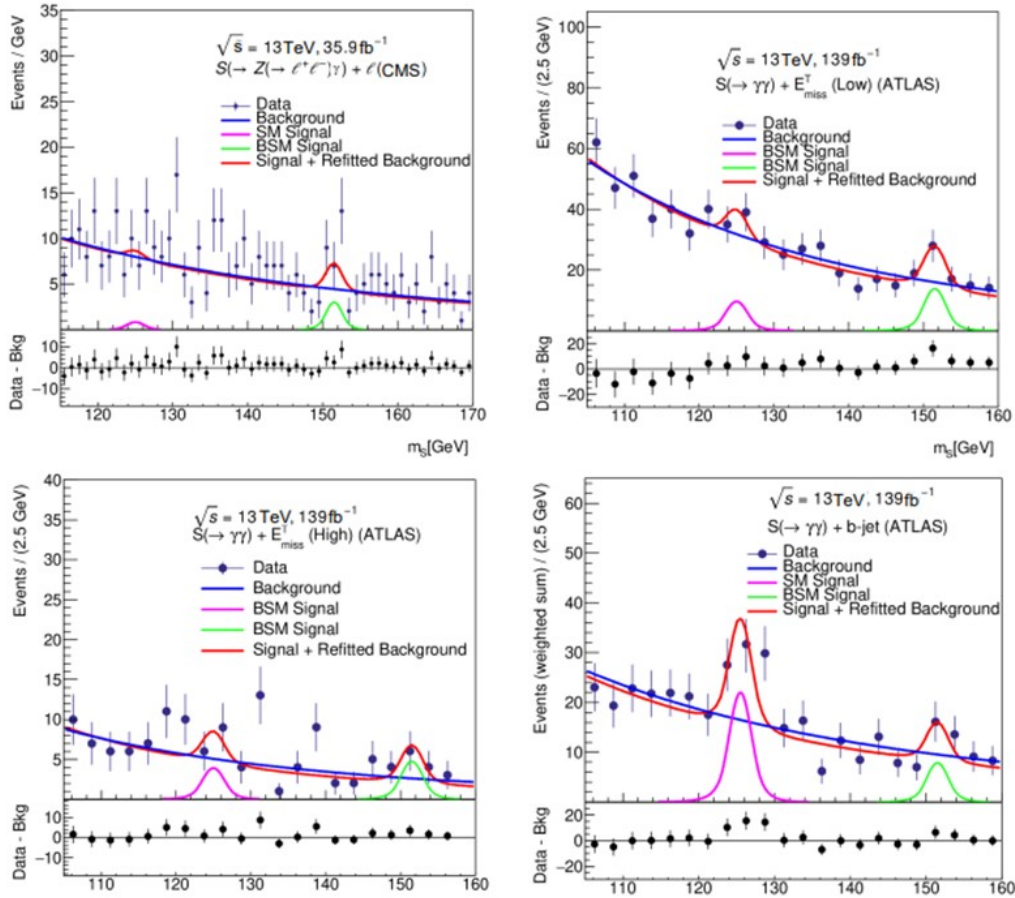 Events / GeV
35
30
25
20
15
10
5
0
√s = 13TeV, 35.9fb⁻¹
S(→ Z(→ ℓ⁺ℓ⁻)γ) + ℓ(CMS)
Data
Background
SM Signal
BSM Signal
Signal + Refitted Background
Data - Bkg
10
0
−10
120
130
140
150
160
170
m_S[GeV]
Events / (2.5 GeV)
100
80
60
40
20
√s = 13TeV, 139fb⁻¹
S(→ γγ) + E^T_miss (Low) (ATLAS)
Data
Background
BSM Signal
BSM Signal
Signal + Refitted Background
Data - Bkg
20
0
−20
110
120
130
140
150
160
m_S[GeV]
Events / (2.5 GeV)
40
35
30
25
20
15
10
5
√s = 13TeV, 139fb⁻¹
S(→ γγ) + E^T_miss (High) (ATLAS)
Data
Background
BSM Signal
BSM Signal
Signal + Refitted Background
Data - Bkg
10
0
−10
110
120
130
140
150
160
Events (weighted sum) / (2.5 GeV)
60
50
40
30
20
10
√s = 13TeV, 139fb⁻¹
S(→ γγ) + b-jet (ATLAS)
Data
Background
SM Signal
BSM Signal
Signal + Refitted Background
Data - Bkg
20
0
−20
110
120
130
140
150
160